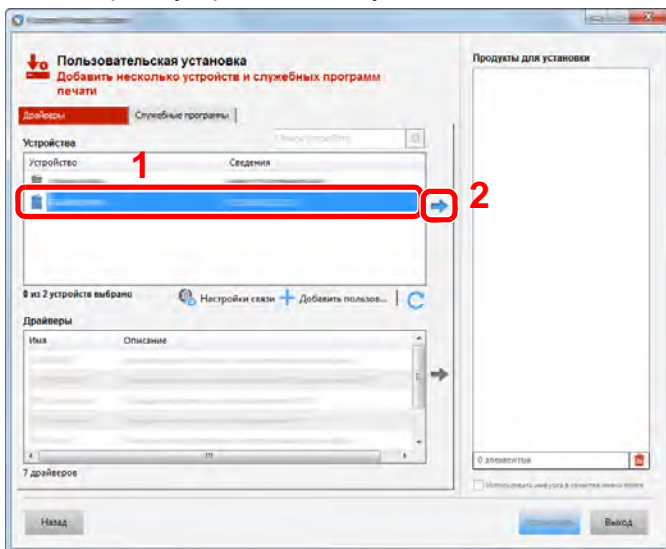 Пользовательская установка
Добавить несколько устройств и служебных программ
печати
Продукты для установки
Драйверы
Служебные программы
Устройства
Устройство
Сведения
1
2
0 из 2 устройств выбрано
Настройки связи
Добавить пользов...
Драйверы
Имя
Описание
7 драйверов
0 элементов
Назад
Выход